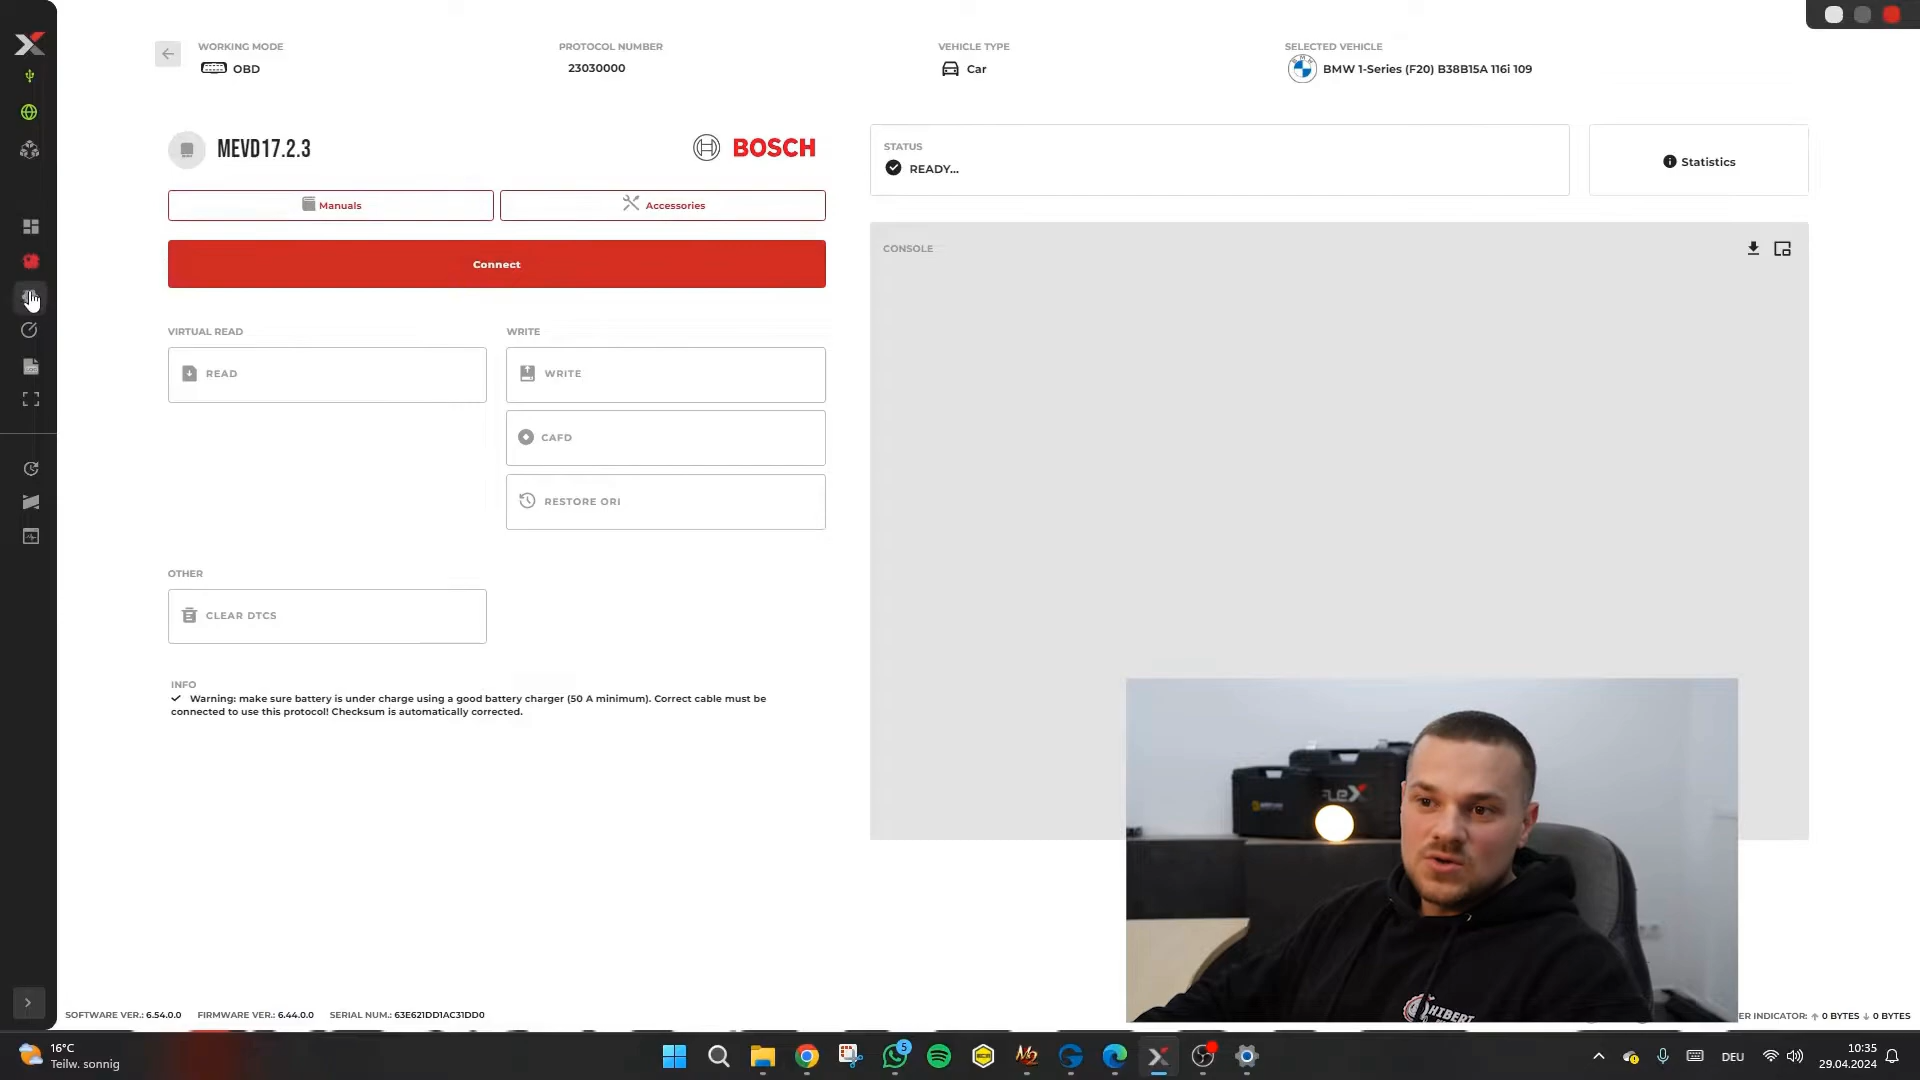 WORKING MODE
OBD
PROTOCOL NUMBER
23030000
VEHICLE TYPE
Car
SELECTED VEHICLE
BMW 1-Series (F20) B38B15A 116i 109
MEVD17.2.3
BOSCH
Manuals
Accessories
Connect
VIRTUAL READ
WRITE
READ
WRITE
CAFD
RESTORE ORI
OTHER
CLEAR DTCS
INFO
Warning: make sure battery is under charge using a good battery charger (50 A minimum). Correct cable must be
connected to use this protocol! Checksum is automatically corrected.
STATUS
READY...
Statistics
CONSOLE
FLEX
HIBERT
SOFTWARE VER.: 6.54.0.0 FIRMWARE VER.: 6.44.0.0 SERIAL NUM.: 63E621DD1AC31DD0
ER INDICATOR: ↑ 0 BYTES ↓ 0 BYTES
16°C
Teilw. sonnig
5
DEU
10:35
29.04.2024